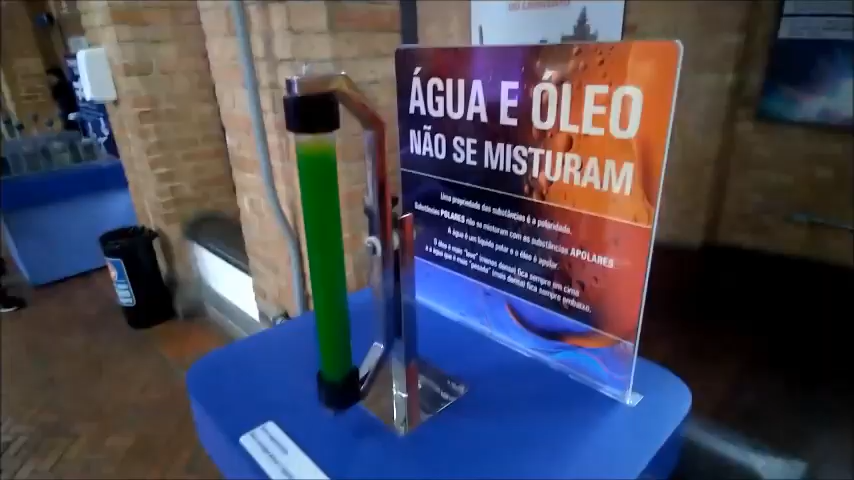 ÁGUA E ÓLEO
NÃO SE MISTURAM
Uma propriedade das substâncias é a polaridade.
Substâncias POLARES não se misturam com as substâncias APOLARES.
A água é um líquido polar e o óleo é apolar.
O óleo é mais "leve" (menos denso) fica sempre em cima
e a água que é mais "pesada" (mais densa) fica sempre embaixo.